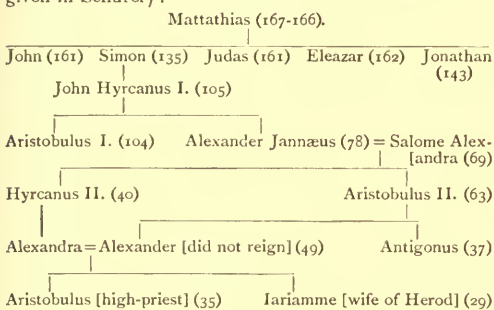 given in Schürer) :
Mattathias (167-166).
John (161) Simon (135) Judas (161) Eleazar (162) Jonathan
(143)
John Hyrcanus I. (105)
Aristobulus I. (104) Alexander Jannæus (78) = Salome Alex-
[andra (69)
Hyrcanus II. (40) Aristobulus II. (63)
Alexandra=Alexander [did not reign] (49) Antigonus (37)
Aristobulus [high-priest] (35) Iariamme [wife of Herod] (29)